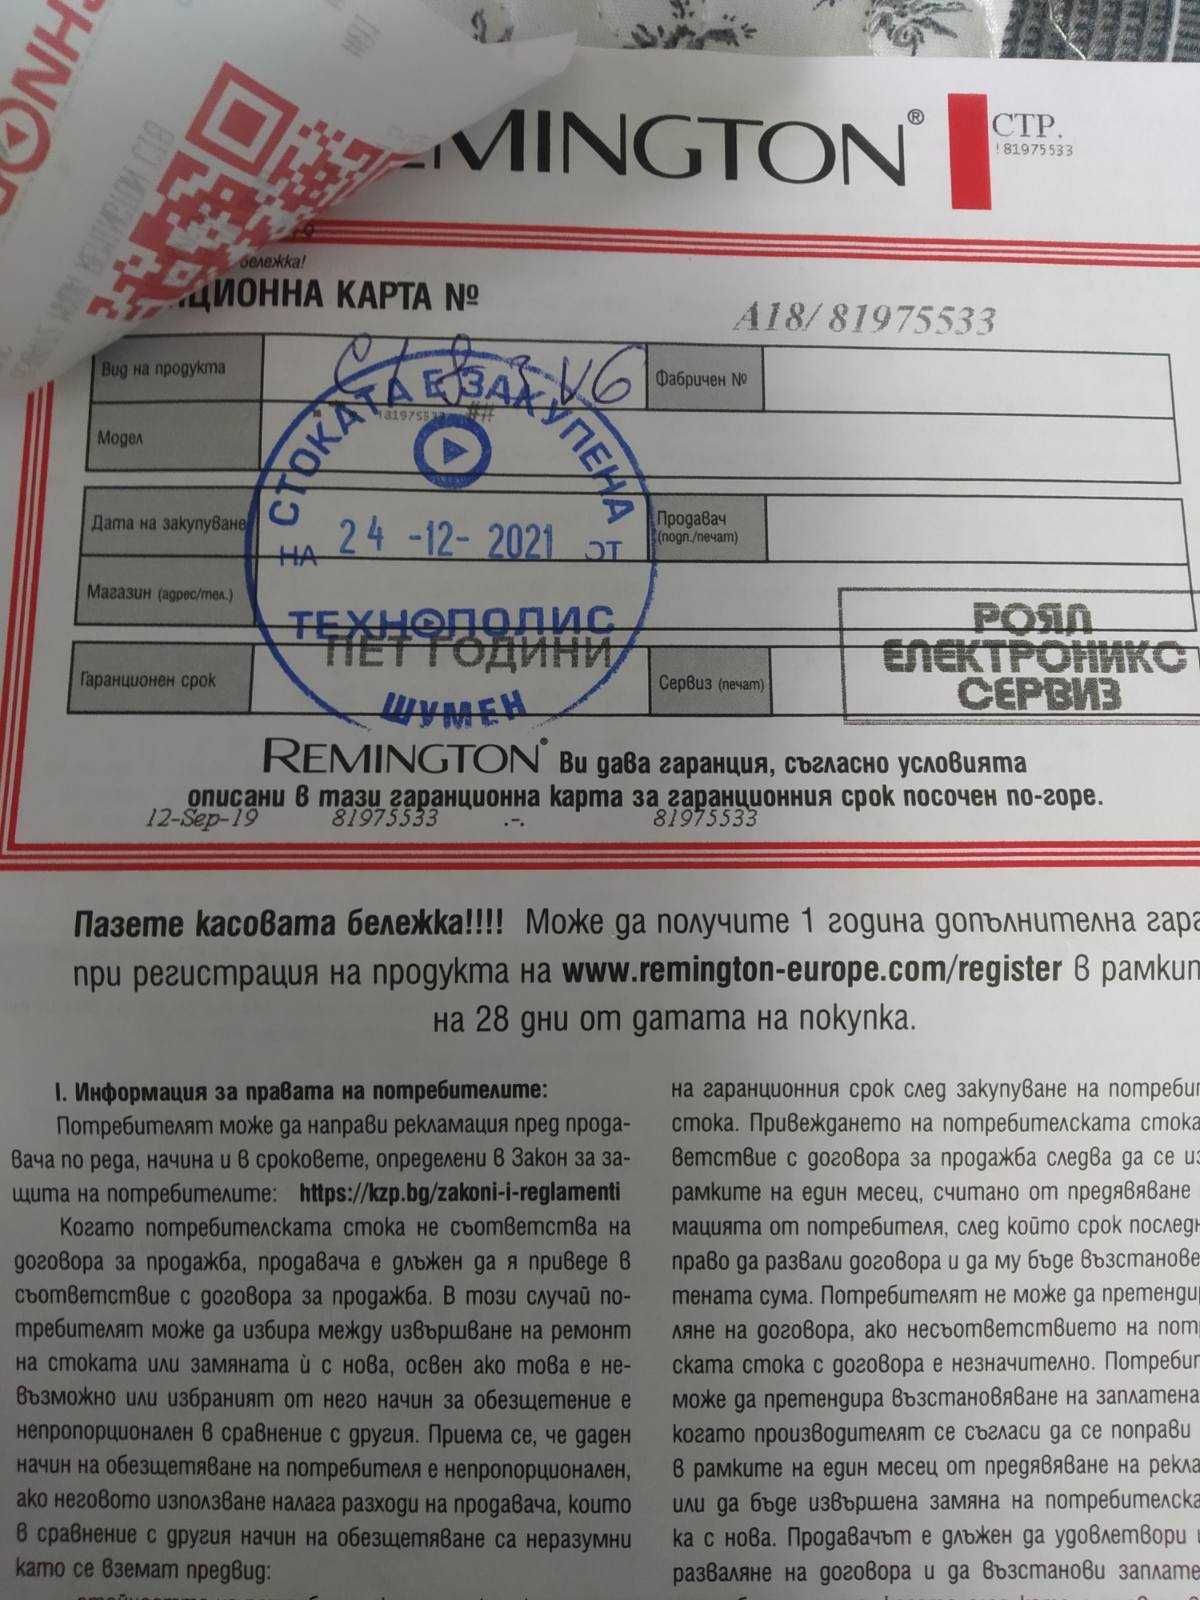 REMINGTON®
СТР.
!81975533
бележка!
ЦИОННА КАРТА №
A18/ 81975533
Вид на продукта
Фабричен №
!81975533 ##
Модел
СТОКАТА Е ЗАКУПЕНА
Дата на закупуване
НА 24 -12- 2021 ОТ
Продавач
(подп./печат)
Магазин (адрес/тел.)
ТЕХНОПОЛИС
ПЕТ ГОДИНИ
ШУМЕН
Гаранционен срок
Сервиз (печат)
РОЯЛ
ЕЛЕКТРОНИКС
СЕРВИЗ
REMINGTON® Ви дава гаранция, съгласно условията
описани в тази гаранционна карта за гаранционния срок посочен по-горе.
12-Sep-19 81975533 .-. 81975533
Пазете касовата бележка!!!! Може да получите 1 година допълнителна гара
при регистрация на продукта на www.remington-europe.com/register в рамкит
на 28 дни от датата на покупка.
I. Информация за правата на потребителите:
Потребителят може да направи рекламация пред прода-
вача по реда, начина и в сроковете, определени в Закон за за-
щита на потребителите: https://kzp.bg/zakoni-i-reglamenti
Когато потребителската стока не съответства на
договора за продажба, продавача е длъжен да я приведе в
съответствие с договора за продажба. В този случай по-
требителят може да избира между извършване на ремонт
на стоката или замяната ѝ с нова, освен ако това е не-
възможно или избраният от него начин за обезщетение е
непропорционален в сравнение с другия. Приема се, че даден
начин на обезщетяване на потребителя е непропорционален,
ако неговото използване налага разходи на продавача, които
в сравнение с другия начин на обезщетяване са неразумни
като се вземат предвид:
на гаранционния срок след закупуване на потребит
стока. Привеждането на потребителската стока
ветствие с договора за продажба следва да се из
рамките на един месец, считано от предявяване
мацията от потребителя, след който срок последн
право да развали договора и да му бъде възстанове
тената сума. Потребителят не може да претендир
ляне на договора, ако несъответствието на потр
ската стока с договора е незначително. Потребит
може да претендира възстановяване на заплатена
когато производителят се съгласи да се поправи
в рамките на един месец от предявяване на рекла
или да бъде извършена замяна на потребителска
ка с нова. Продавачът е длъжен да удовлетвори
разваляне на договора и да възстанови заплате